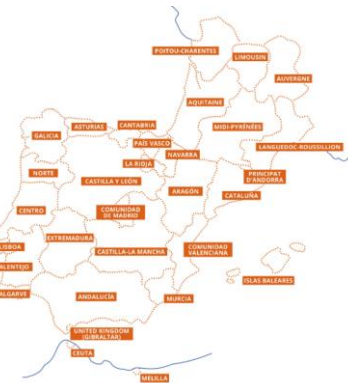 POITOU-CHARENTES
LIMOUSIN
AUVERGNE
AQUITAINE
MIDI-PYRÉNÉES
LANGUEDOC-ROUSSILLION
ASTURIAS
CANTABRIA
GALICIA
PAÍS VASCO
NAVARRA
LA RIOJA
PRINCIPAT
D'ANDORRA
NORTE
CASTILLA Y LEÓN
ARAGÓN
CATALUÑA
CENTRO
COMUNIDAD
DE MADRID
EXTREMADURA
LISBOA
CASTILLA-LA MANCHA
COMUNIDAD
VALENCIANA
ALENTEJO
ISLAS BALEARES
ALGARVE
ANDALUCÍA
MURCIA
UNITED KINGDOM
(GIBRALTAR)
CEUTA
MELILLA